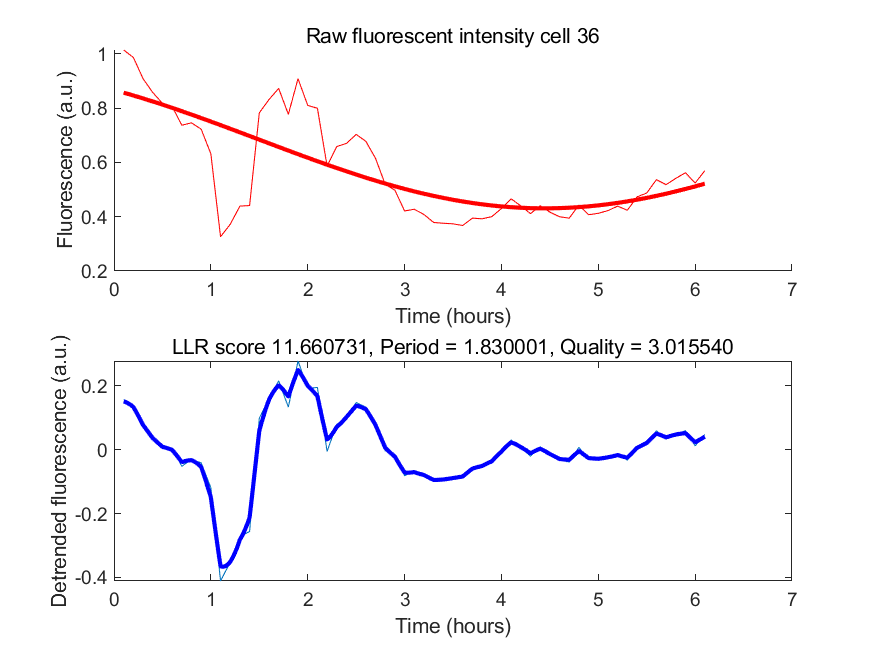 Raw fluorescent intensity cell 36
Fluorescence (a.u.)
1
0.8
0.6
0.4
0.2
0 1 2 3 4 5 6 7
Time (hours)
LLR score 11.660731, Period = 1.830001, Quality = 3.015540
Detrended fluorescence (a.u.)
0.2
0
-0.2
-0.4
0 1 2 3 4 5 6 7
Time (hours)